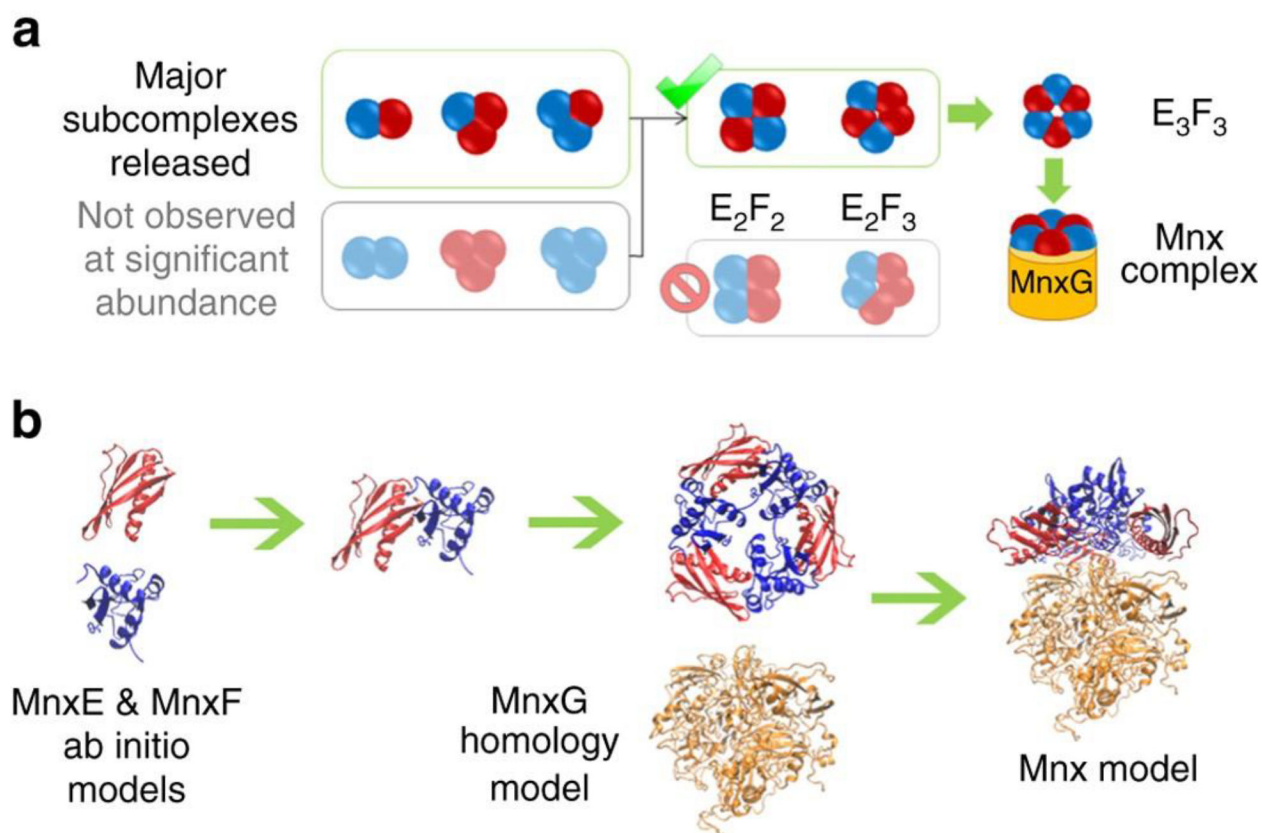 a
Major
subcomplexes
released
Not observed
at significant
abundance
E₂F₂
E₂F₃
E₃F₃
Mnx
complex
MnxG
b
MnxE & MnxF
ab initio
models
MnxG
homology
model
Mnx model